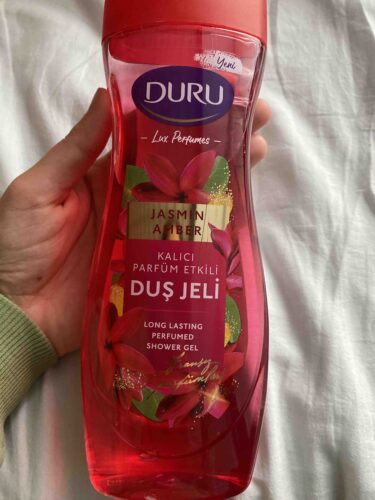 Yeni
DURU
Lux Perfumes
JASMIN
AMBER
KALICI
PARFÜM ETKİLİ
DUŞ JELİ
LONG LASTING
PERFUMED
SHOWER GEL